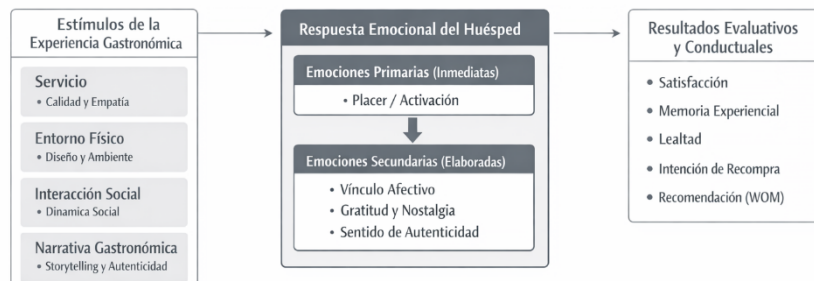 Estímulos de la
Experiencia Gastronómica
Servicio
• Calidad y Empatía
Entorno Físico
• Diseño y Ambiente
Interacción Social
• Dinamica Social
Narrativa Gastronómica
• Storytelling y Autenticidad
Respuesta Emocional del Huésped
Emociones Primarias (Inmediatas)
• Placer / Activación
Emociones Secundarias (Elaboradas)
• Vínculo Afectivo
• Gratitud y Nostalgia
• Sentido de Autenticidad
Resultados Evaluativos
y Conductuales
• Satisfacción
• Memoria Experiencial
• Lealtad
• Intención de Recompra
• Recomendación (WOM)